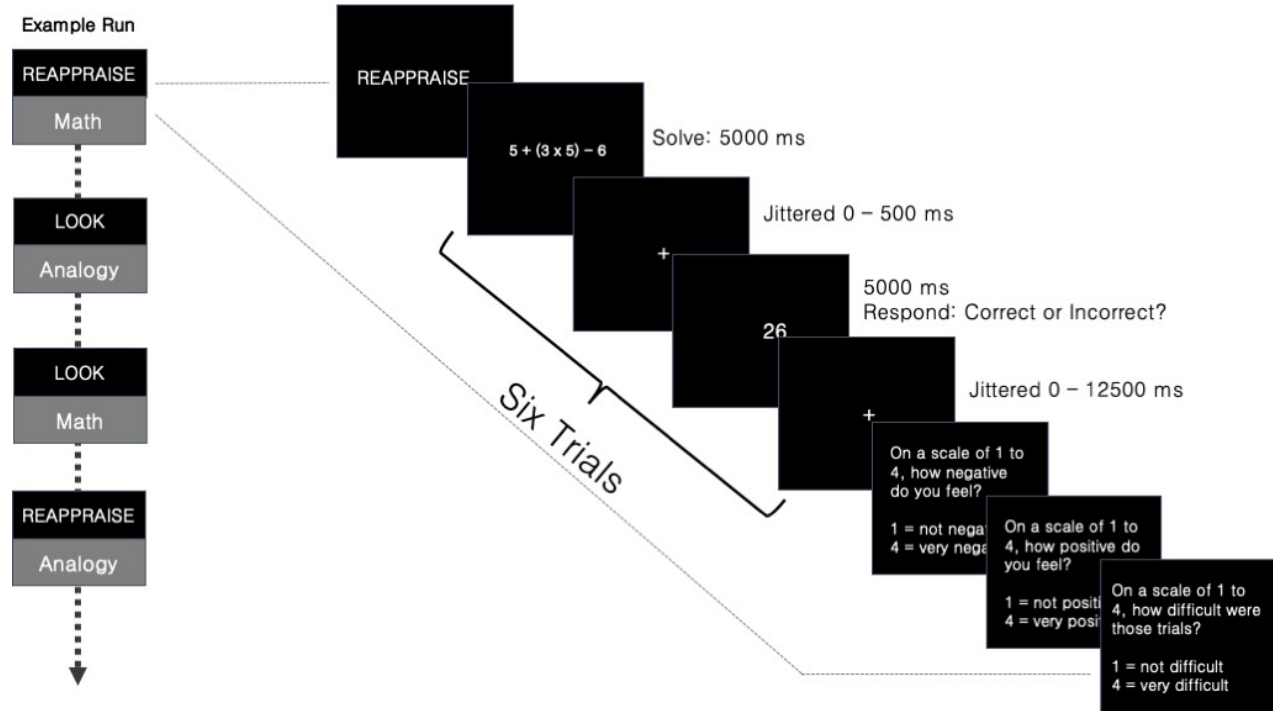 Example Run
REAPPRAISE
Math
LOOK
Analogy
LOOK
Math
REAPPRAISE
Analogy
REAPPRAISE
5 + (3 x 5) – 6
Solve: 5000 ms
+
Jittered 0 – 500 ms
26
5000 ms
Respond: Correct or Incorrect?
+
Jittered 0 – 12500 ms
Six Trials
On a scale of 1 to
4, how negative
do you feel?
1 = not nega
4 = very nega
On a scale of 1 to
4, how positive do
you feel?
1 = not positi
4 = very posit
On a scale of 1 to
4, how difficult were
those trials?
1 = not difficult
4 = very difficult